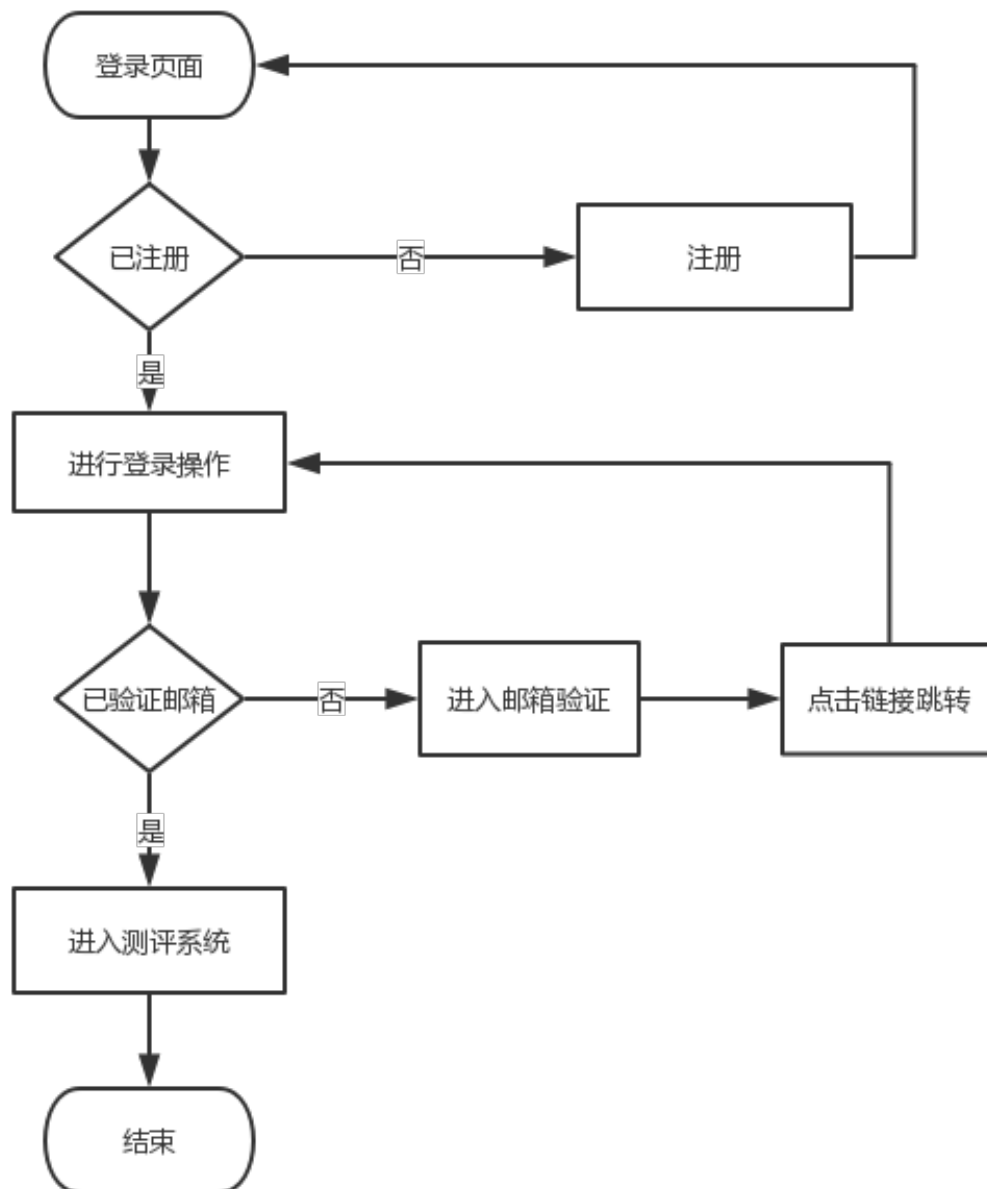 登录页面
已注册
否
注册
是
进行登录操作
已验证邮箱
否
进入邮箱验证
点击链接跳转
是
进入测评系统
结束